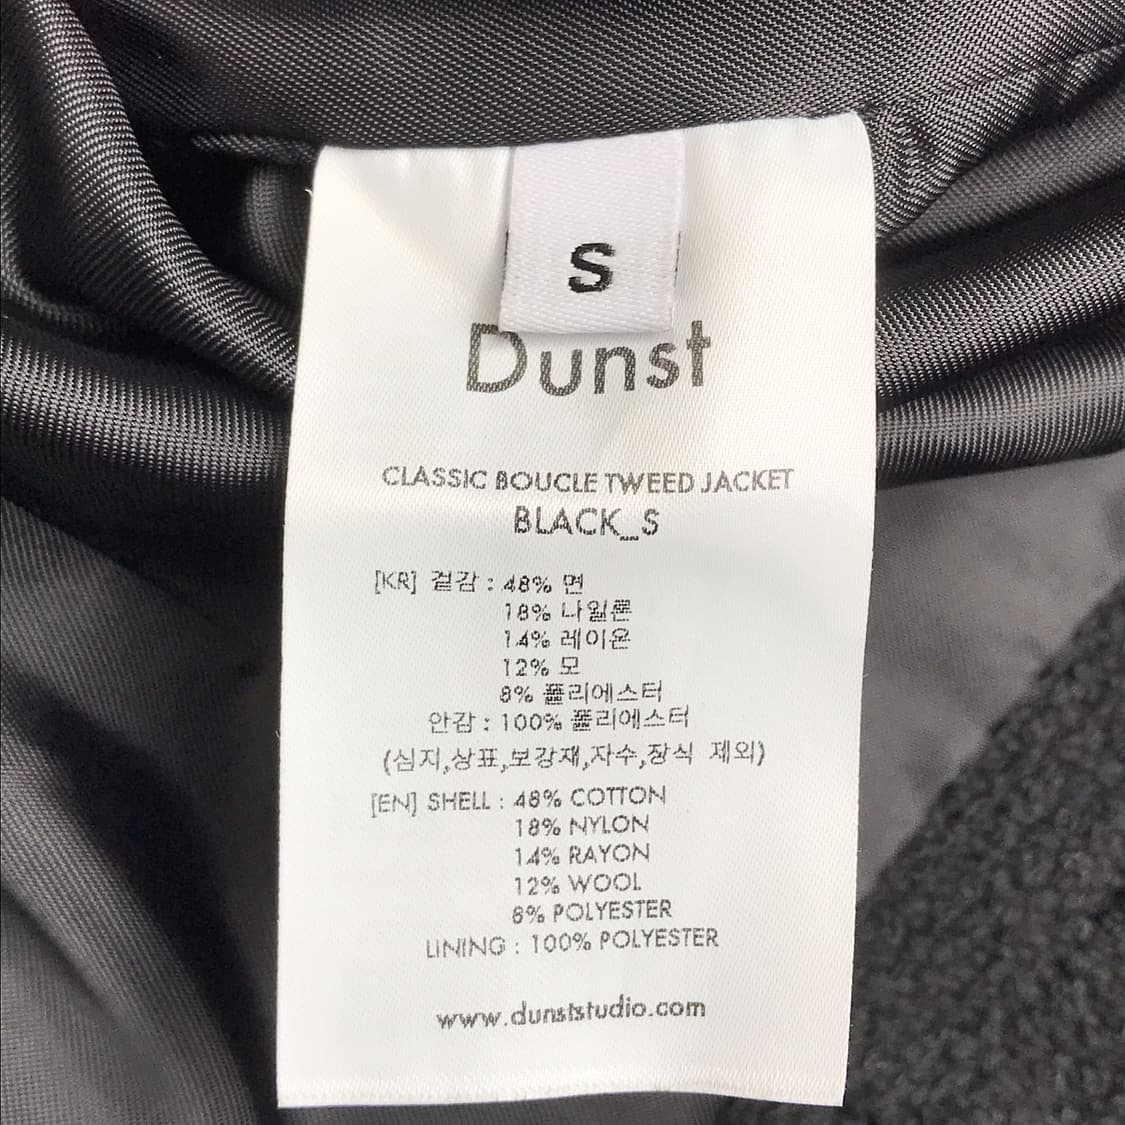 S
Dunst
CLASSIC BOUCLE TWEED JACKET
BLACK_S
[KR] 겉감 : 48% 면
18% 나일론
14% 레이온
12% 모
8% 폴리에스터
안감 : 100% 폴리에스터
(심지,상표,보강재,자수,장식 제외)
[EN] SHELL : 48% COTTON
18% NYLON
14% RAYON
12% WOOL
8% POLYESTER
LINING : 100% POLYESTER
www.dunststudio.com